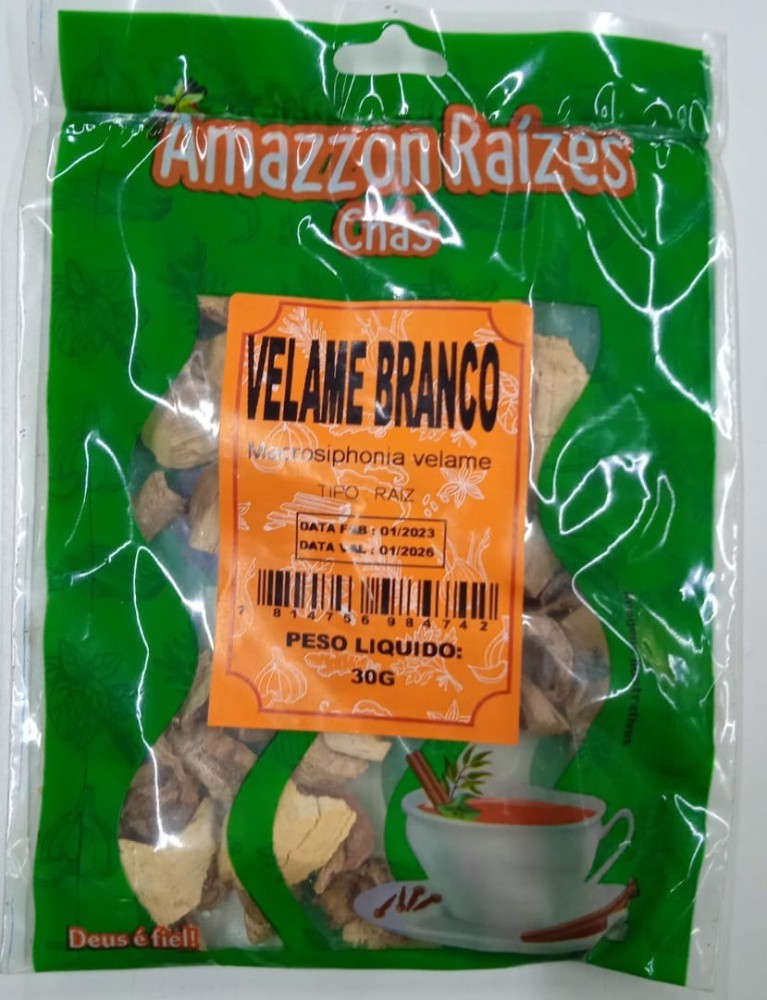 Amazzon Raízes
Chás
VELAME BRANCO
Macrosiphonia velame
TIPO RAIZ
DATA FAB : 01/2023
DATA VAL : 01/2026
7 814756 984742
PESO LIQUIDO:
30G
Deus é fiel!